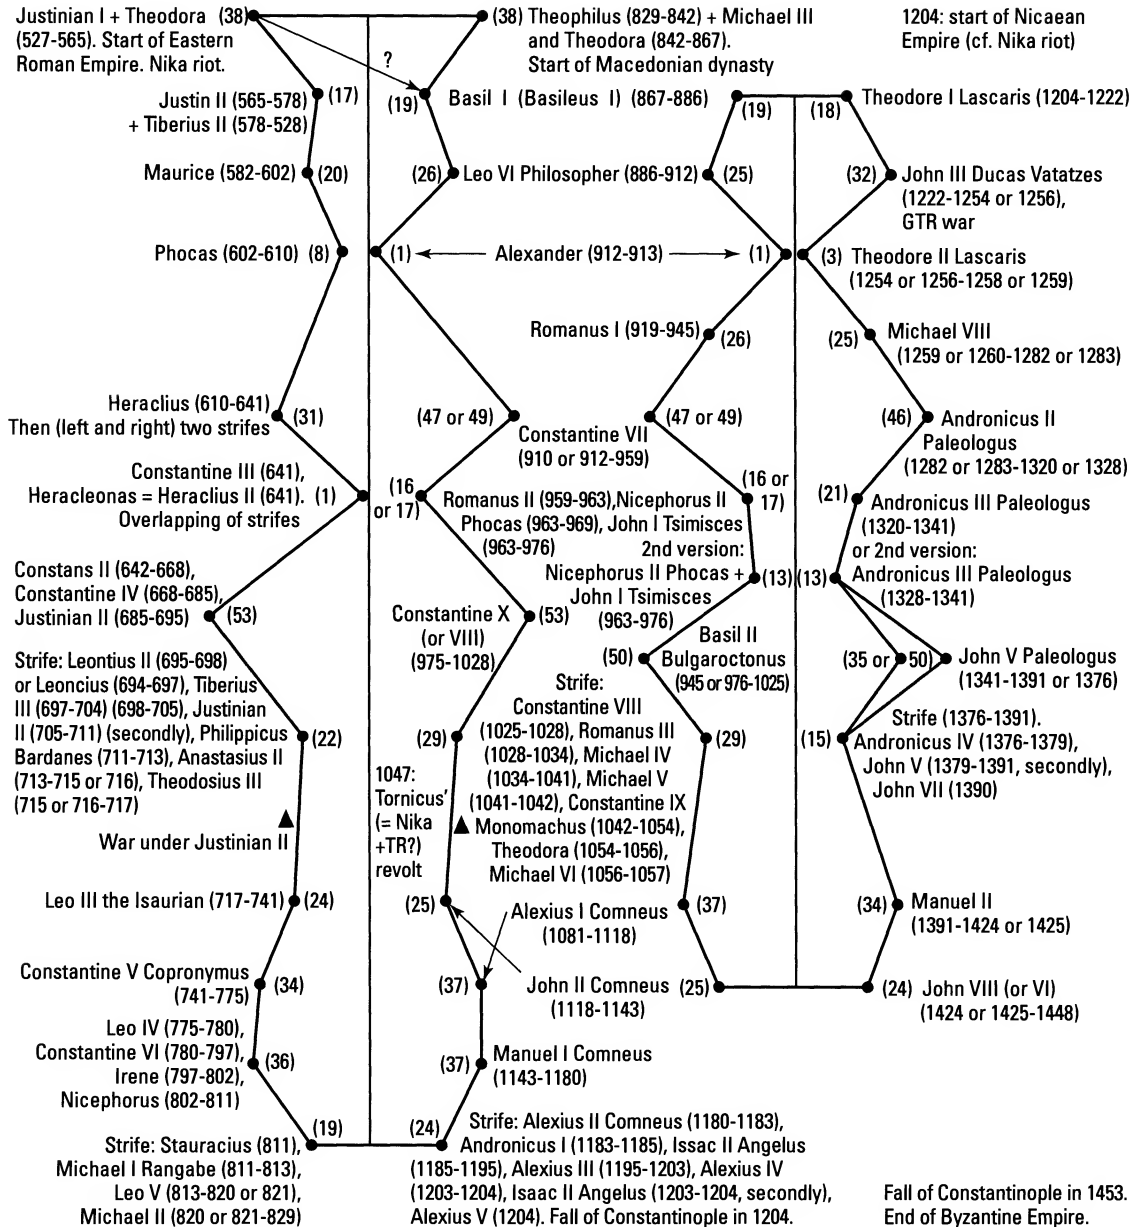 Justinian I + Theodora (38)
(527-565). Start of Eastern
Roman Empire. Nika riot.
(38) Theophilus (829-842) + Michael III
and Theodora (842-867).
Start of Macedonian dynasty
1204: start of Nicaean
Empire (cf. Nika riot)
?
Justin II (565-578) (17)
+ Tiberius II (578-528)
(19) Basil I (Basileus I) (867-886) (19)
(18) Theodore I Lascaris (1204-1222)
Maurice (582-602) (20)
(26) Leo VI Philosopher (886-912) (25)
(32) John III Ducas Vatatzes
(1222-1254 or 1256),
GTR war
Phocas (602-610) (8)
(1) Alexander (912-913) (1)
(3) Theodore II Lascaris
(1254 or 1256-1258 or 1259)
Romanus I (919-945) (26)
(25) Michael VIII
(1259 or 1260-1282 or 1283)
Heraclius (610-641) (31)
Then (left and right) two strifes
(47 or 49) (47 or 49)
Constantine VII
(910 or 912-959)
(46) Andronicus II
Paleologus
(1282 or 1283-1320 or 1328)
Constantine III (641),
Heracleonas = Heraclius II (641). (1)
Overlapping of strifes
(16
or 17)
Romanus II (959-963),Nicephorus II
Phocas (963-969), John I Tsimisces
(963-976)
(16 or
17)
2nd version:
Nicephorus II Phocas + (13)
John I Tsimisces
(963-976)
(21) Andronicus III Paleologus
(1320-1341)
or 2nd version:
(13) Andronicus III Paleologus
(1328-1341)
Constans II (642-668),
Constantine IV (668-685),
Justinian II (685-695) (53)
Constantine X (53)
(or VIII)
(975-1028)
(50) Basil II
Bulgaroctonus
(945 or 976-1025)
(35 or 50) John V Paleologus
(1341-1391 or 1376)
Strife: Leontius II (695-698)
or Leoncius (694-697), Tiberius
III (697-704) (698-705), Justinian
II (705-711) (secondly), Philippicus
Bardanes (711-713), Anastasius II (22)
(713-715 or 716), Theodosius III
(715 or 716-717)
War under Justinian II
(29)
1047:
Tornicus'
(= Nika
+TR?)
revolt
Strife:
Constantine VIII
(1025-1028), Romanus III
(1028-1034), Michael IV
(1034-1041), Michael V
(1041-1042), Constantine IX
Monomachus (1042-1054),
Theodora (1054-1056),
Michael VI (1056-1057)
(29)
(15)
Strife (1376-1391).
Andronicus IV (1376-1379),
John V (1379-1391, secondly),
John VII (1390)
Leo III the Isaurian (717-741) (24)
(25)
Alexius I Comneus
(1081-1118)
(37)
(34) Manuel II
(1391-1424 or 1425)
Constantine V Copronymus
(741-775) (34)
(37)
John II Comneus (25)
(1118-1143)
(24) John VIII (or VI)
(1424 or 1425-1448)
Leo IV (775-780),
Constantine VI (780-797),
Irene (797-802), (36)
Nicephorus (802-811)
(37) Manuel I Comneus
(1143-1180)
(19)
Strife: Stauracius (811),
Michael I Rangabe (811-813),
Leo V (813-820 or 821),
Michael II (820 or 821-829)
(24)
Strife: Alexius II Comneus (1180-1183),
Andronicus I (1183-1185), Issac II Angelus
(1185-1195), Alexius III (1195-1203), Alexius IV
(1203-1204), Isaac II Angelus (1203-1204, secondly),
Alexius V (1204). Fall of Constantinople in 1204.
Fall of Constantinople in 1453.
End of Byzantine Empire.